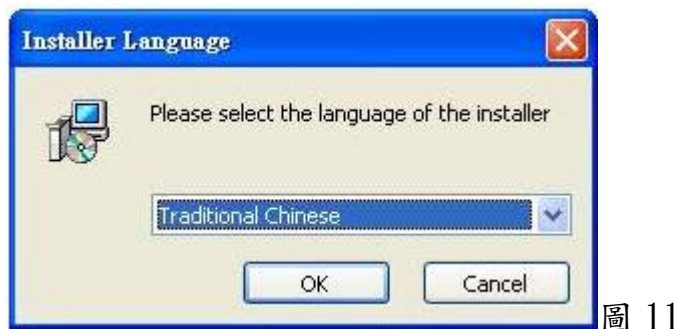 Installer Language
Please select the language of the installer
Traditional Chinese
OK
Cancel
圖 11